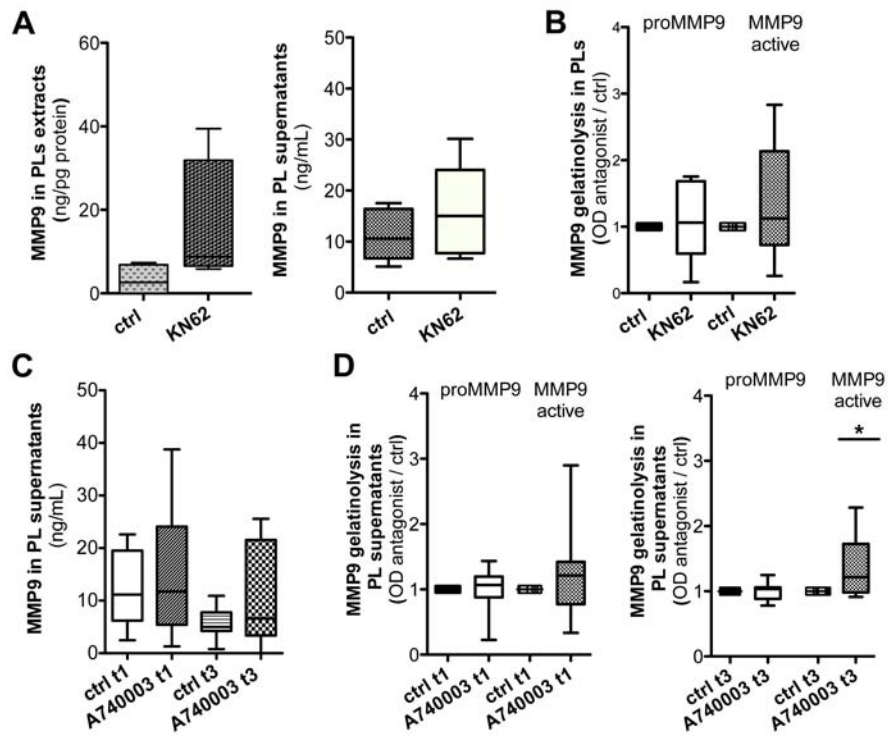 A
MMP9 in PLs extracts
(ng/pg protein)
60
40
20
0
ctrl
KN62
MMP9 in PL supernatants
(ng/mL)
50
40
30
20
10
0
ctrl
KN62
B
proMMP9
MMP9
active
MMP9 gelatinolysis in PLs
(OD antagonist / ctrl)
4
3
2
1
0
ctrl
KN62
ctrl
KN62
C
MMP9 in PL supernatants
(ng/mL)
50
40
30
20
10
0
ctrl t1
A740003 t1
ctrl t3
A740003 t3
D
proMMP9
MMP9
active
MMP9 gelatinolysis in
PL supernatants
(OD antagonist / ctrl)
4
3
2
1
0
ctrl t1
A740003 t1
ctrl t1
A740003 t1
proMMP9
MMP9
active
*
MMP9 gelatinolysis in
PL supernatants
(OD antagonist / ctrl)
4
3
2
1
0
ctrl t3
A740003 t3
ctrl t3
A740003 t3